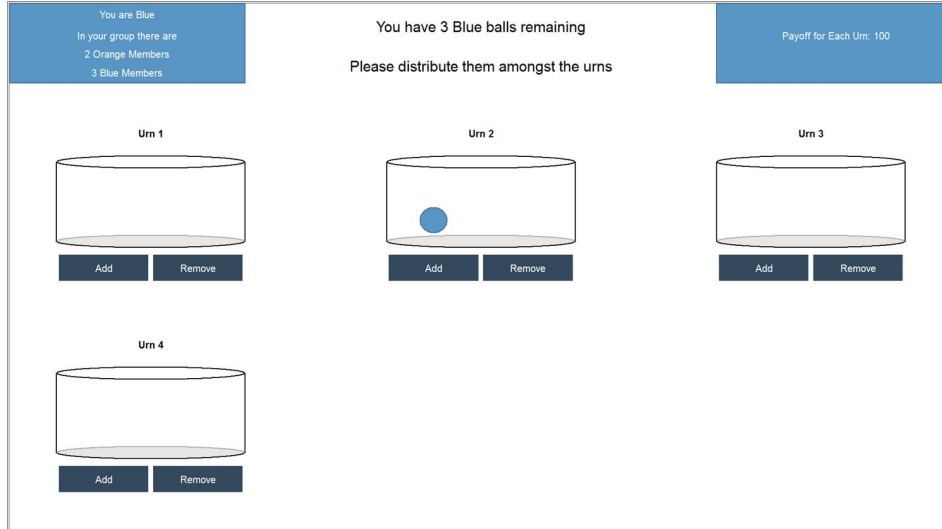 You are Blue
In your group there are
2 Orange Members
3 Blue Members
You have 3 Blue balls remaining
Please distribute them amongst the urns
Payoff for Each Urn: 100
Urn 1
Urn 2
Urn 3
Add Remove
Add Remove
Add Remove
Urn 4
Add Remove